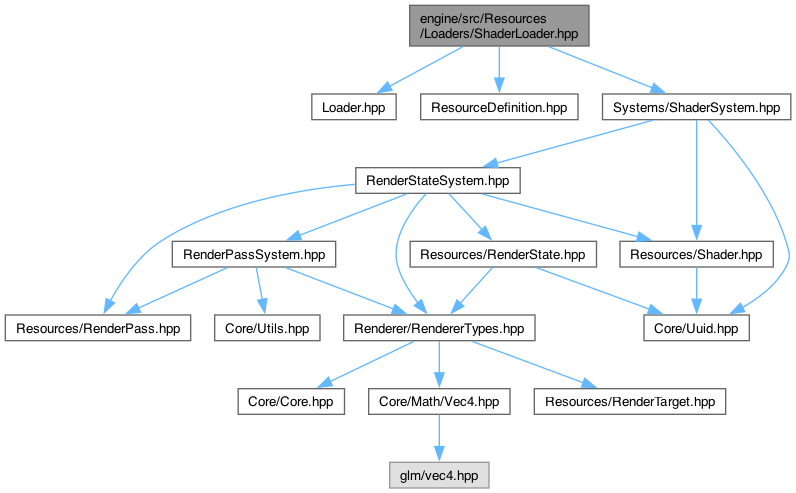 engine/src/Resources
/Loaders/ShaderLoader.hpp
Loader.hpp
ResourceDefinition.hpp
Systems/ShaderSystem.hpp
RenderStateSystem.hpp
RenderPassSystem.hpp
Resources/RenderState.hpp
Resources/Shader.hpp
Resources/RenderPass.hpp
Core/Utils.hpp
Renderer/RendererTypes.hpp
Core/Uuid.hpp
Core/Core.hpp
Core/Math/Vec4.hpp
Resources/RenderTarget.hpp
glm/vec4.hpp